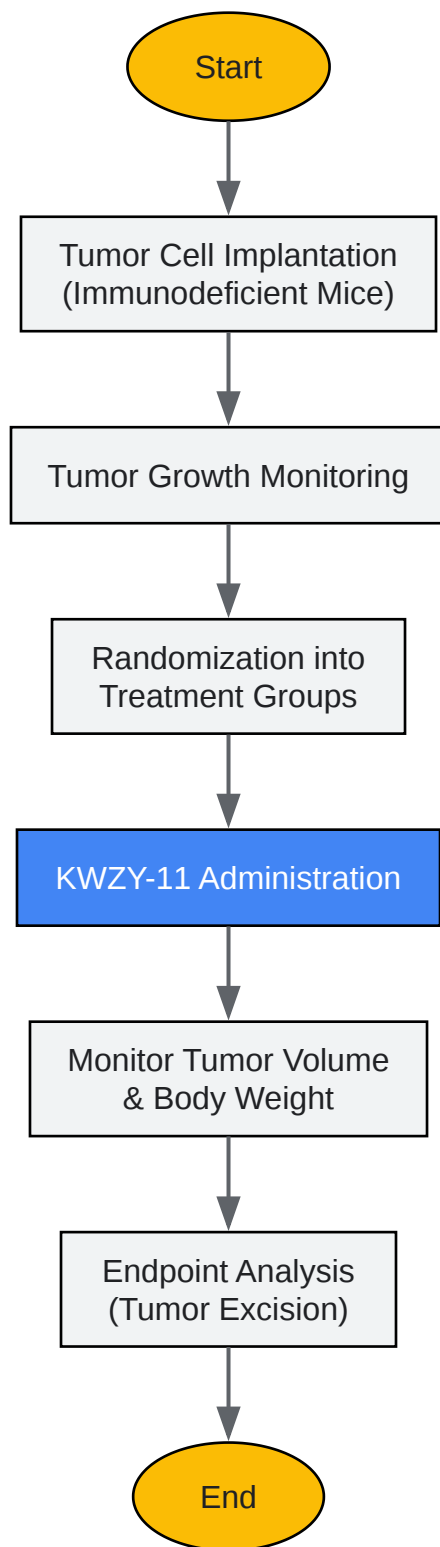 Start
Tumor Cell Implantation
(Immunodeficient Mice)
Tumor Growth Monitoring
Randomization into
Treatment Groups
KWZY-11 Administration
Monitor Tumor Volume
& Body Weight
Endpoint Analysis
(Tumor Excision)
End